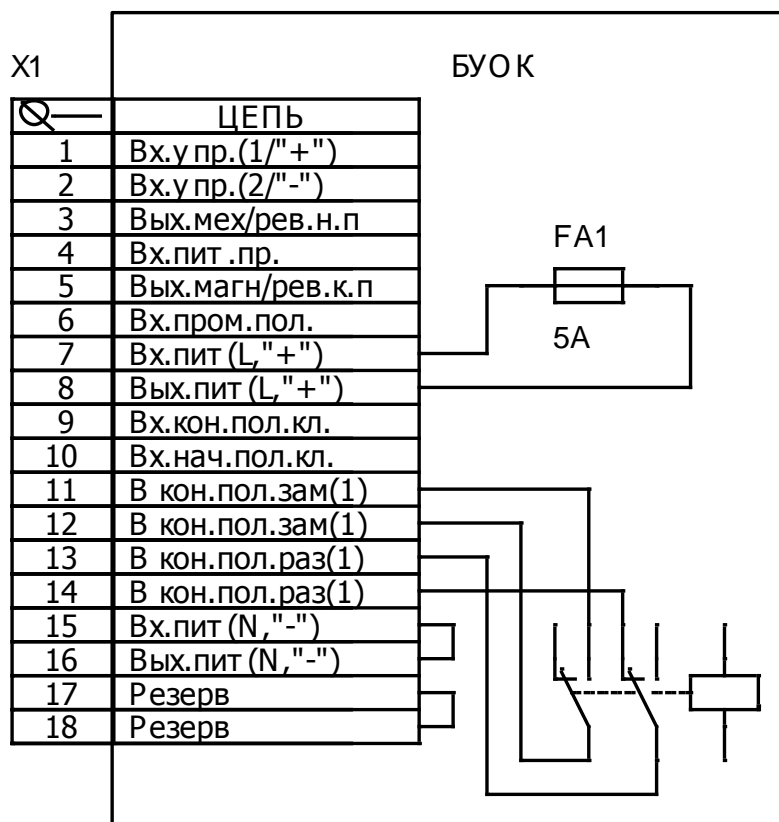 X1
БУОК
ЦЕПЬ
1 Вх.упр.(1/"+")
2 Вх.упр.(2/"-")
3 Вых.мех/рев.н.п
4 Вх.пит.пр.
5 Вых.магн/рев.к.п
6 Вх.пром.пол.
7 Вх.пит(L,"+")
8 Вых.пит(L,"+")
9 Вх.кон.пол.кл.
10 Вх.нач.пол.кл.
11 В кон.пол.зам(1)
12 В кон.пол.зам(1)
13 В кон.пол.раз(1)
14 В кон.пол.раз(1)
15 Вх.пит(N,"-")
16 Вых.пит(N,"-")
17 Резерв
18 Резерв
FA1
5A